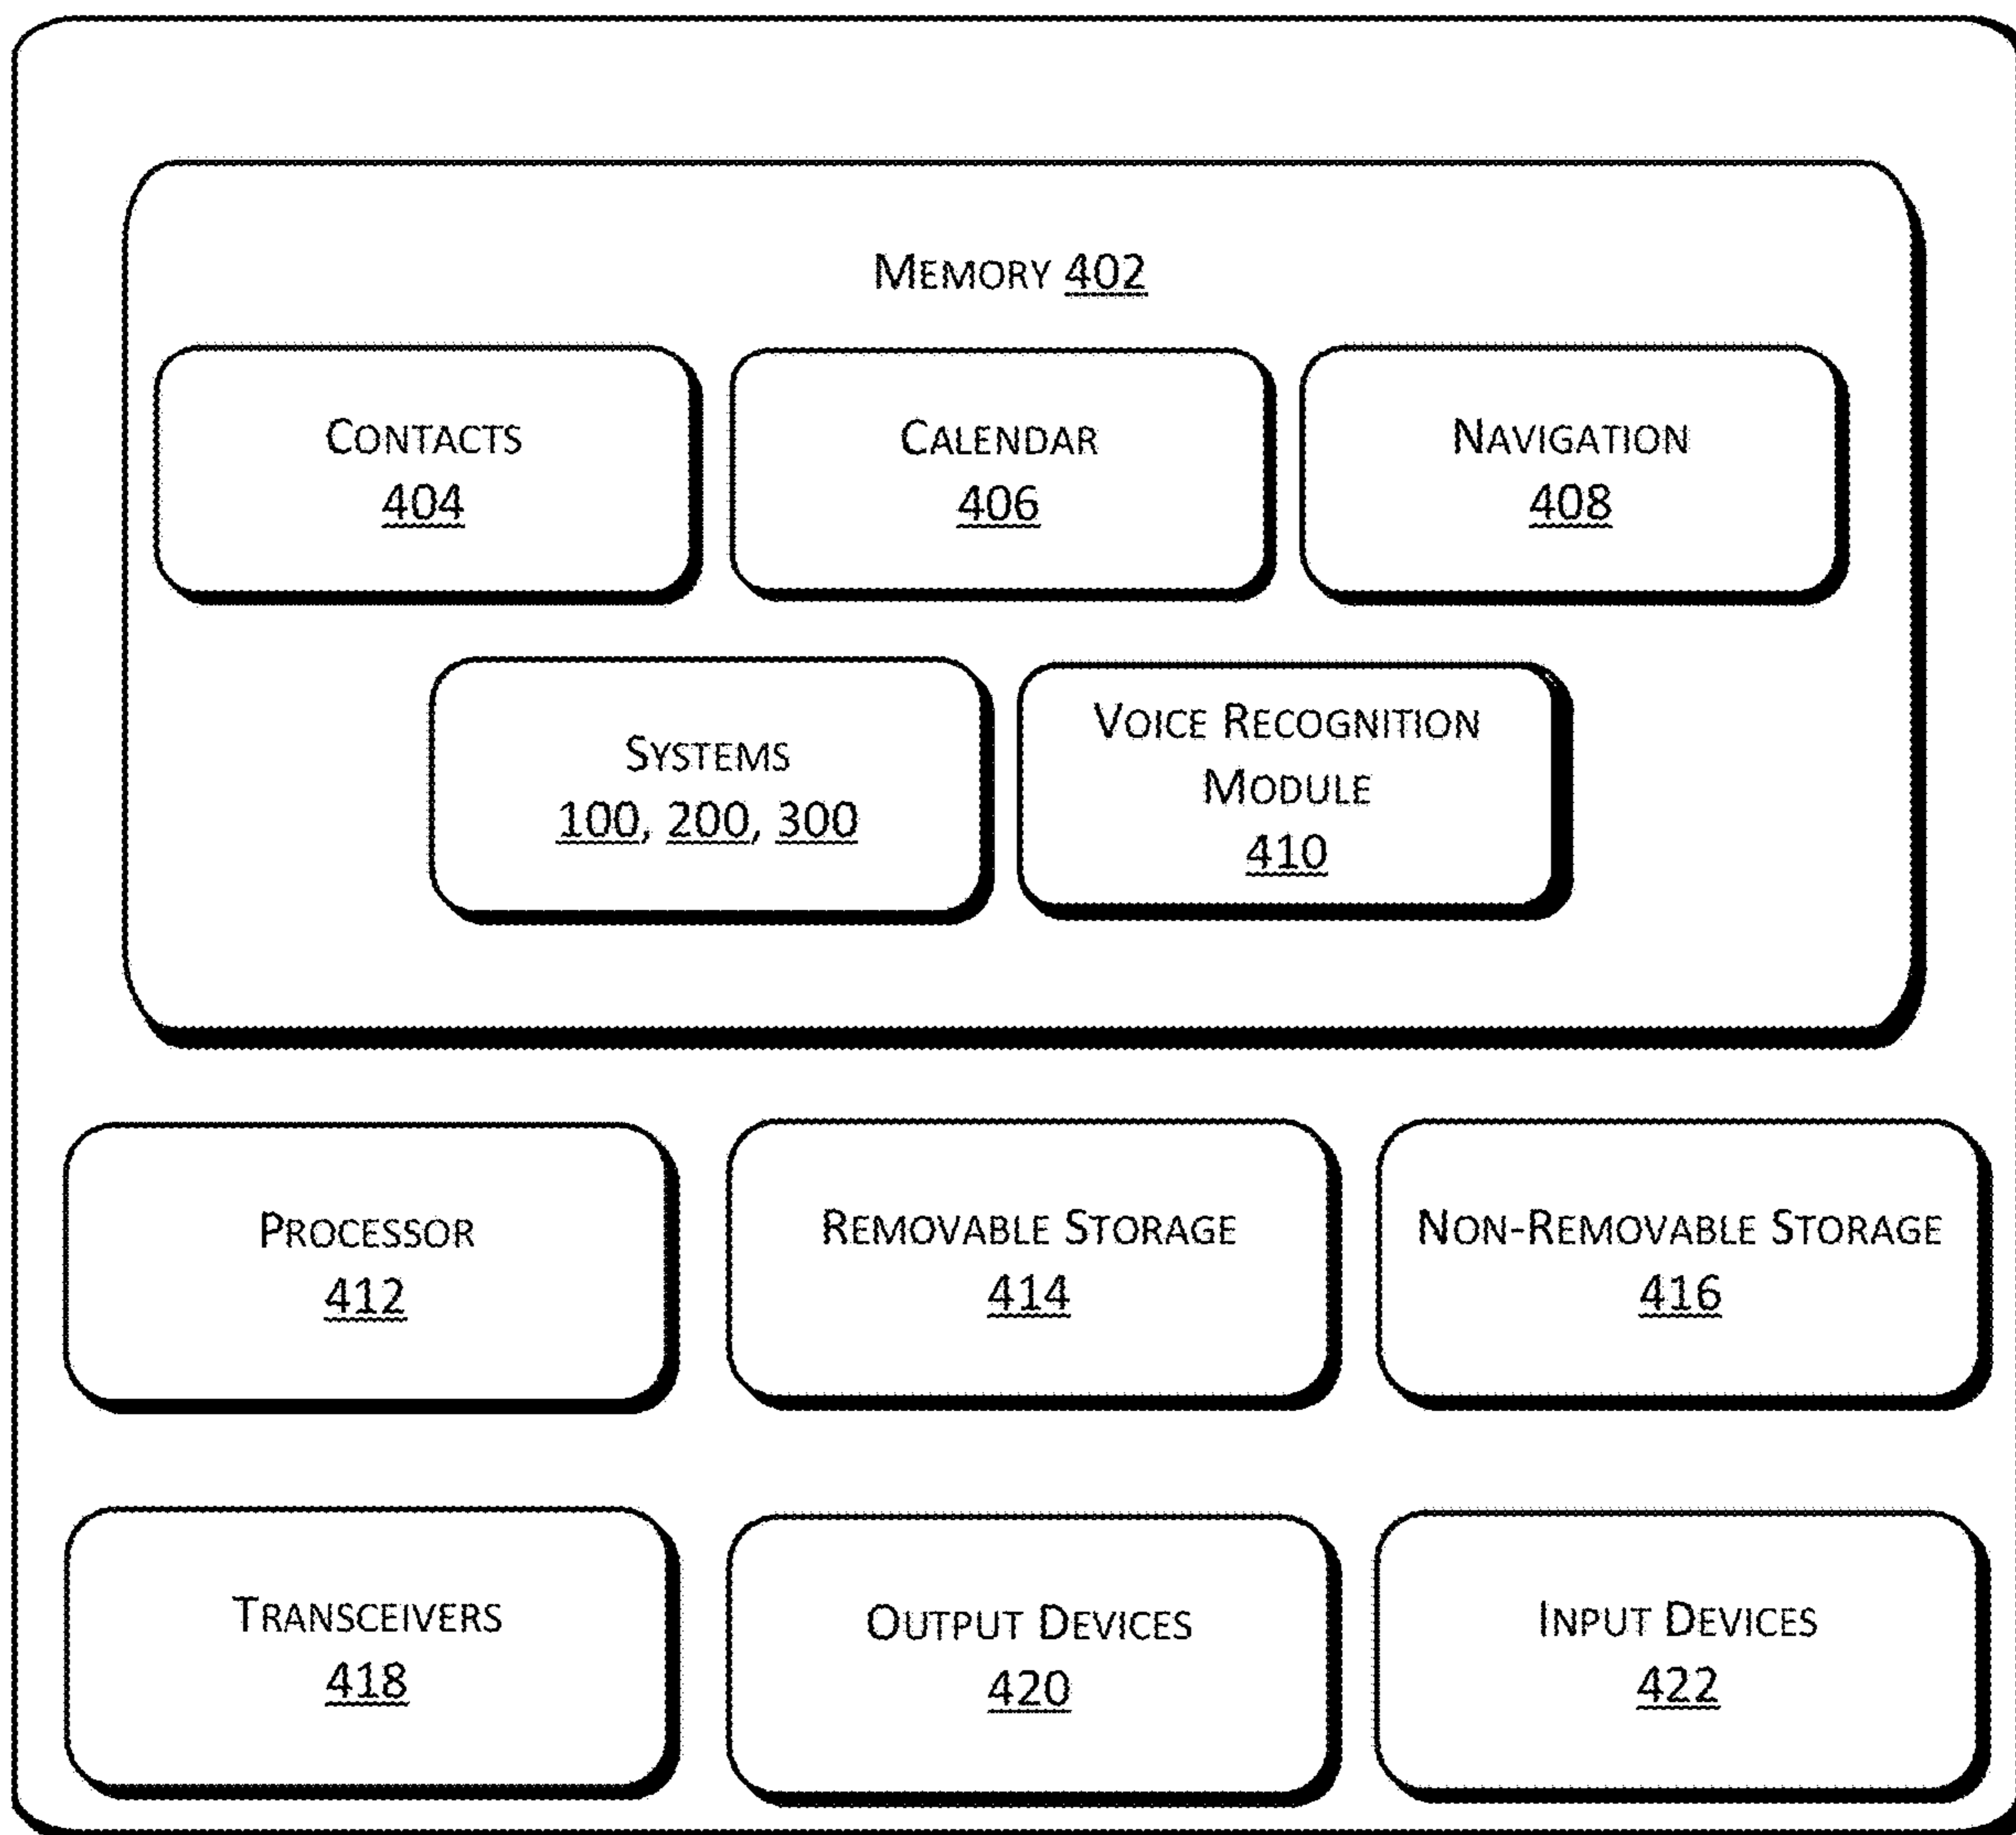 MEMORY 402
CONTACTS
404
CALENDAR
406
NAVIGATION
408
SYSTEMS
100, 200, 300
VOICE RECOGNITION
MODULE
410
PROCESSOR
412
REMOVABLE STORAGE
414
NON-REMOVABLE STORAGE
416
TRANSCEIVERS
418
OUTPUT DEVICES
420
INPUT DEVICES
422